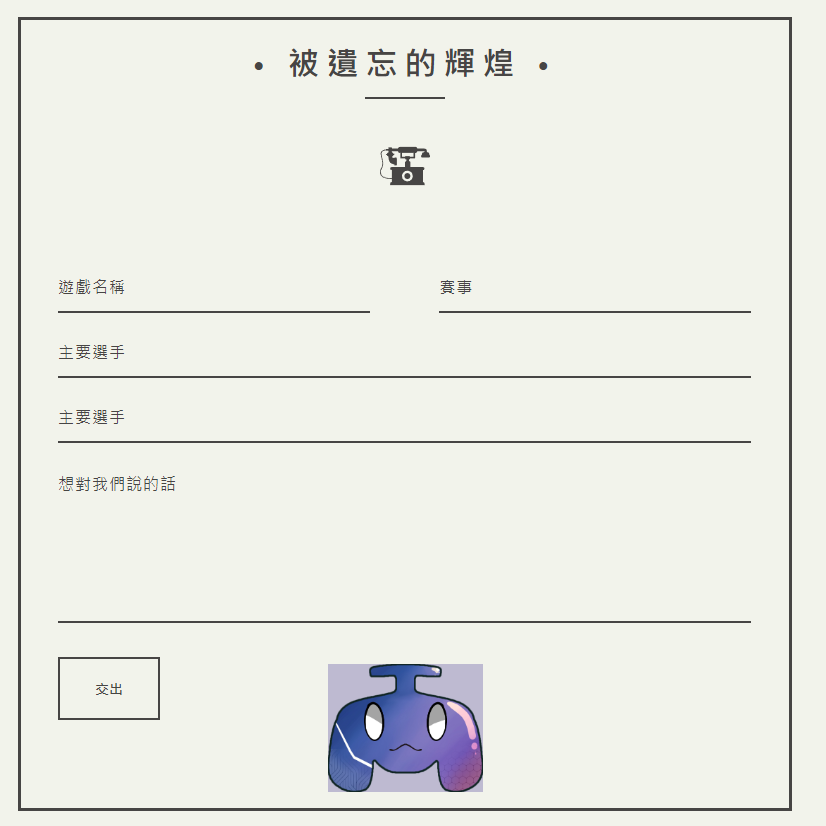 • 被遺忘的輝煌 •
遊戲名稱 賽事
主要選手
主要選手
想對我們說的話
交出